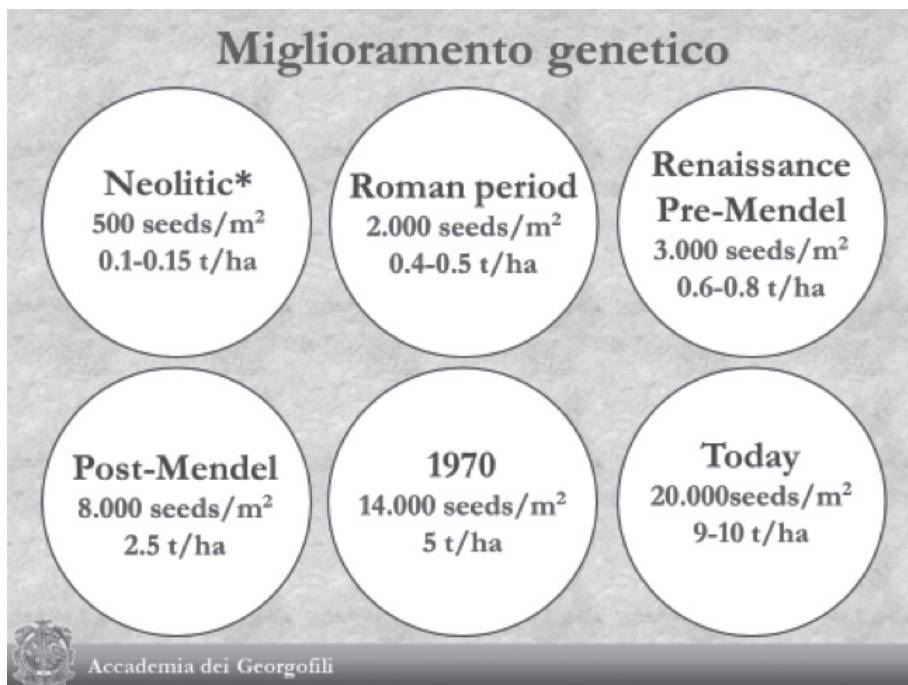 Miglioramento genetico
Neolitic*
500 seeds/m²
0.1-0.15 t/ha
Roman period
2.000 seeds/m²
0.4-0.5 t/ha
Renaissance
Pre-Mendel
3.000 seeds/m²
0.6-0.8 t/ha
Post-Mendel
8.000 seeds/m²
2.5 t/ha
1970
14.000 seeds/m²
5 t/ha
Today
20.000seeds/m²
9-10 t/ha
Accademia dei Georgofili